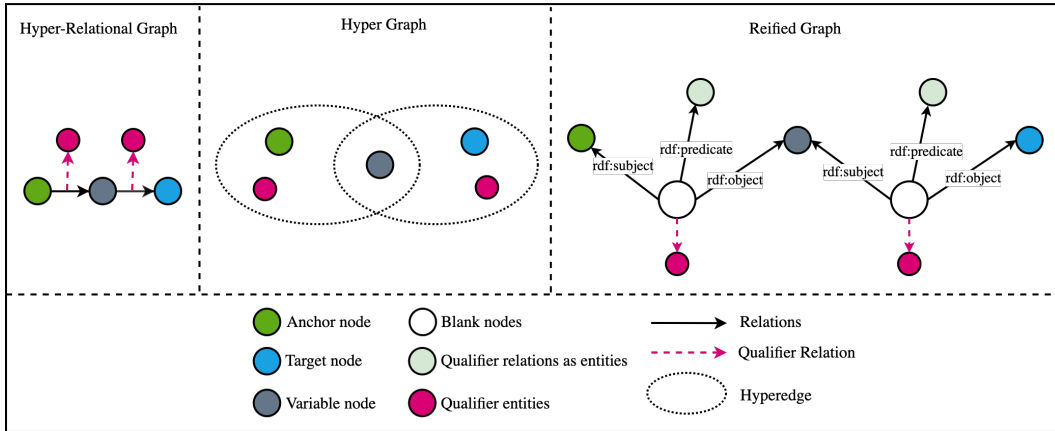 Hyper-Relational Graph
Hyper Graph
Reified Graph
rdf:subject
rdf:predicate
rdf:object
rdf:subject
rdf:predicate
rdf:object
Anchor node
Blank nodes
Relations
Target node
Qualifier relations as entities
Qualifier Relation
Variable node
Qualifier entities
Hyperedge